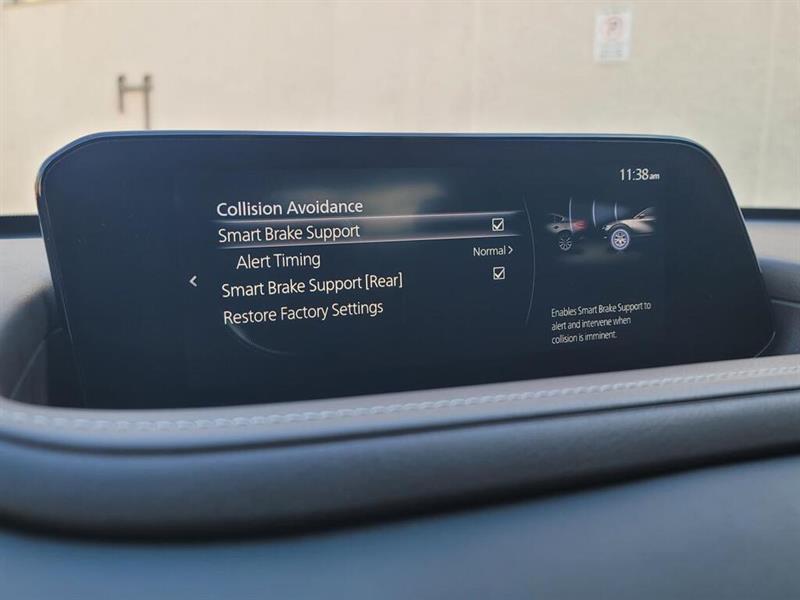 11:38am
Collision Avoidance
Smart Brake Support
Alert Timing Normal >
Smart Brake Support [Rear]
Restore Factory Settings
Enables Smart Brake Support to
alert and intervene when
collision is imminent.